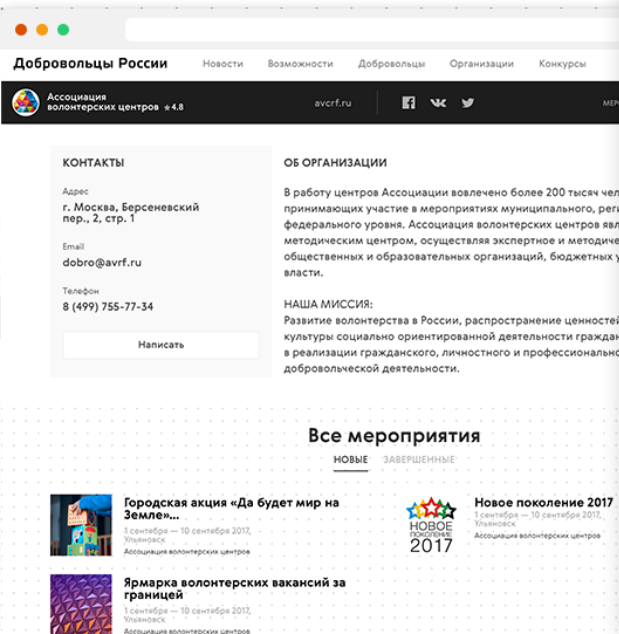 Добровольцы России
Новости Возможности Добровольцы Организации Конкурсы
Ассоциация
волонтерских центров ★4.8
avcrf.ru
КОНТАКТЫ
Адрес
г. Москва, Берсеневский
пер., 2, стр. 1
Email
dobro@avrf.ru
Телефон
8 (499) 755-77-34
Написать
ОБ ОРГАНИЗАЦИИ
В работу центров Ассоциации вовлечено более 200 тысяч чел
принимающих участие в мероприятиях муниципального, рег
федерального уровня. Ассоциация волонтерских центров явл
методическим центром, осуществляя экспертное и методиче
общественных и образовательных организаций, бюджетных у
власти.
НАША МИССИЯ:
Развитие волонтерства в России, распространение ценностей
культуры социально ориентированной деятельности граждан
в реализации гражданского, личностного и профессионально
добровольческой деятельности.
Все мероприятия
НОВЫЕ ЗАВЕРШЕННЫЕ
Городская акция «Да будет мир на
Земле»...
1 сентября — 10 сентября 2017,
Ульяновск
Ассоциация волонтерских центров
НОВОЕ
ПОКОЛЕНИЕ
2017
Новое поколение 2017
1 сентября — 10 сентября 2017,
Ульяновск
Ассоциация волонтерских центров
Ярмарка волонтерских вакансий за
границей
1 сентября — 10 сентября 2017,
Ульяновск
Ассоциация волонтерских центров